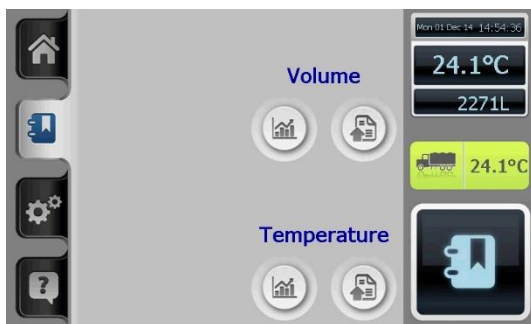 Mon 01 Dec 14 14:54:36
24.1°C
2271L
Volume
24.1°C
Temperature
?